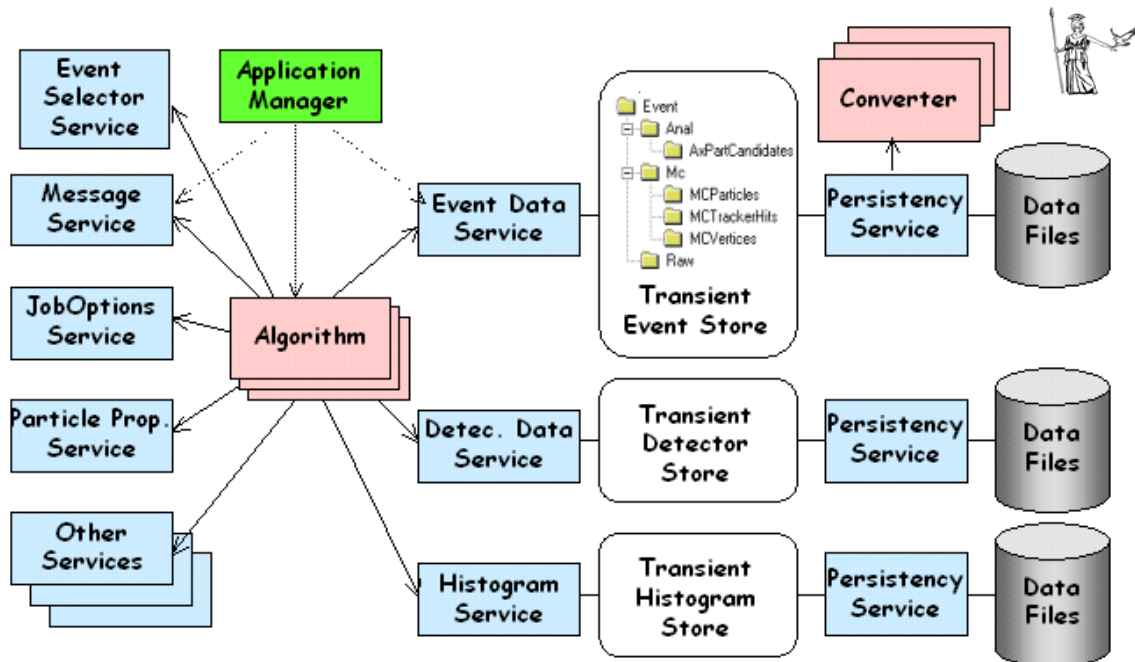 Event
Selector
Service
Application
Manager
Message
Service
JobOptions
Service
Particle Prop.
Service
Other
Services
Algorithm
Event Data
Service
Detec. Data
Service
Histogram
Service
Event
Anal
AxPartCandidates
Mc
MCParticles
MCTrackerHits
MCVertices
Raw
Transient
Event Store
Transient
Detector
Store
Transient
Histogram
Store
Converter
Persistency
Service
Data
Files
Persistency
Service
Data
Files
Persistency
Service
Data
Files